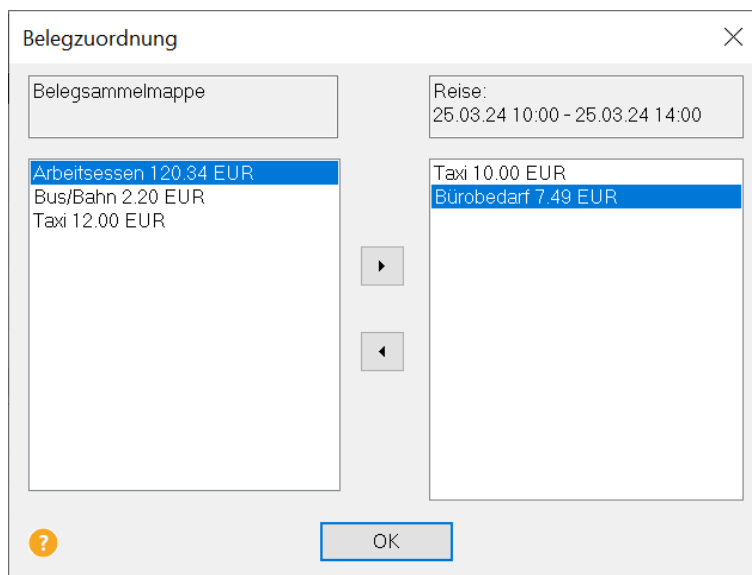 Belegzuordnung
Belegsammelmappe
Reise:
25.03.24 10:00 - 25.03.24 14:00
Arbeitsessen 120.34 EUR
Bus/Bahn 2.20 EUR
Taxi 12.00 EUR
Taxi 10.00 EUR
Bürobedarf 7.49 EUR
?
OK